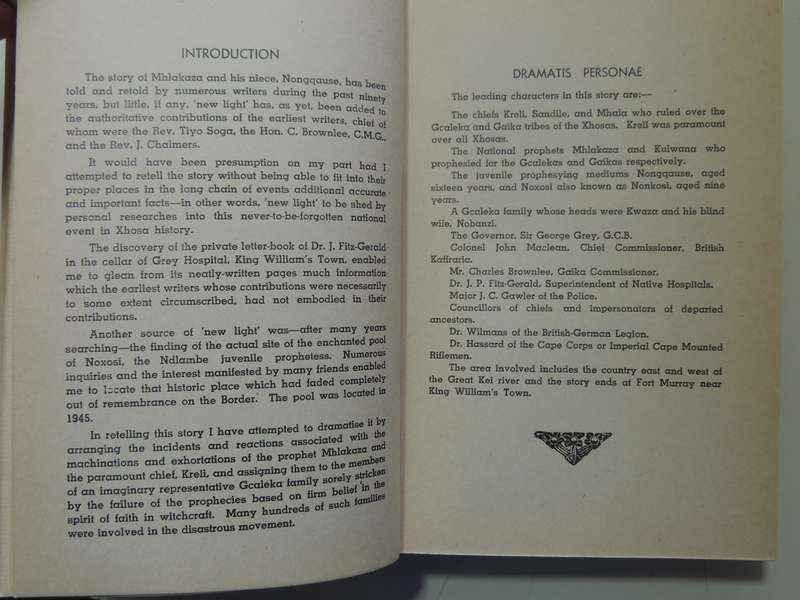 INTRODUCTION
The story of Mhlakaza and his niece, Nongqause, has been
told and retold by numerous writers during the past ninety
years, but little, if any, 'new light' has, as yet, been added to
the authoritative contributions of the earliest writers, chief of
whom were the Rev. Tiyo Soga, the Hon. C. Brownlee, C.M.G.,
and the Rev. J. Chalmers.
It would have been presumption on my part had I
attempted to retell the story without being able to fit into their
proper places in the long chain of events additional accurate
and important facts—in other words, 'new light' to be shed by
personal researches into this never-to-be-forgotten national
event in Xhosa history.
The discovery of the private letter-book of Dr. J. Fitz-Gerald
in the cellar of Grey Hospital, King William's Town, enabled
me to glean from its neatly-written pages much information
which the earliest writers whose contributions were necessarily
to some extent circumscribed, had not embodied in their
contributions.
Another source of 'new light' was—after many years
searching—the finding of the actual site of the enchanted pool
of Noxosi, the Ndlambe juvenile prophetess. Numerous
inquiries and the interest manifested by many friends enabled
me to locate that historic place which had faded completely
out of remembrance on the Border. The pool was located in
1945.
In retelling this story I have attempted to dramatise it by
arranging the incidents and reactions associated with the
machinations and exhortations of the prophet Mhlakaza and
the paramount chief, Kreli, and assigning them to the members
of an imaginary representative Gcaleka family sorely stricken
by the failure of the prophecies based on firm belief in the
spirit of faith in witchcraft. Many hundreds of such families
were involved in the disastrous movement.
DRAMATIS PERSONAE
The leading characters in this story are:—
The chiefs Kreli, Sandile, and Mhala who ruled over the
Gcaleka and Gaika tribes of the Xhosas. Kreli was paramount
over all Xhosas.
The National prophets Mhlakaza and Kulwana who
prophesied for the Gcalekas and Gaikas respectively.
The juvenile prophesying mediums Nongqause, aged
sixteen years, and Noxosi also known as Nonkosi, aged nine
years.
A Gcaleka family whose heads were Kwaza and his blind
wife, Nobanzi.
The Governor, Sir George Grey, G.C.B.
Colonel John Maclean, Chief Commissioner, British
Kaffraria.
Mr. Charles Brownlee, Gaika Commissioner.
Dr. J. P. Fitz-Gerald, Superintendent of Native Hospitals.
Major J. C. Gawler of the Police.
Councillors of chiefs and impersonators of departed
ancestors.
Dr. Wilmans of the British-German Legion.
Dr. Hassard of the Cape Corps or Imperial Cape Mounted
Riflemen.
The area involved includes the country east and west of
the Great Kei river and the story ends at Fort Murray near
King William's Town.